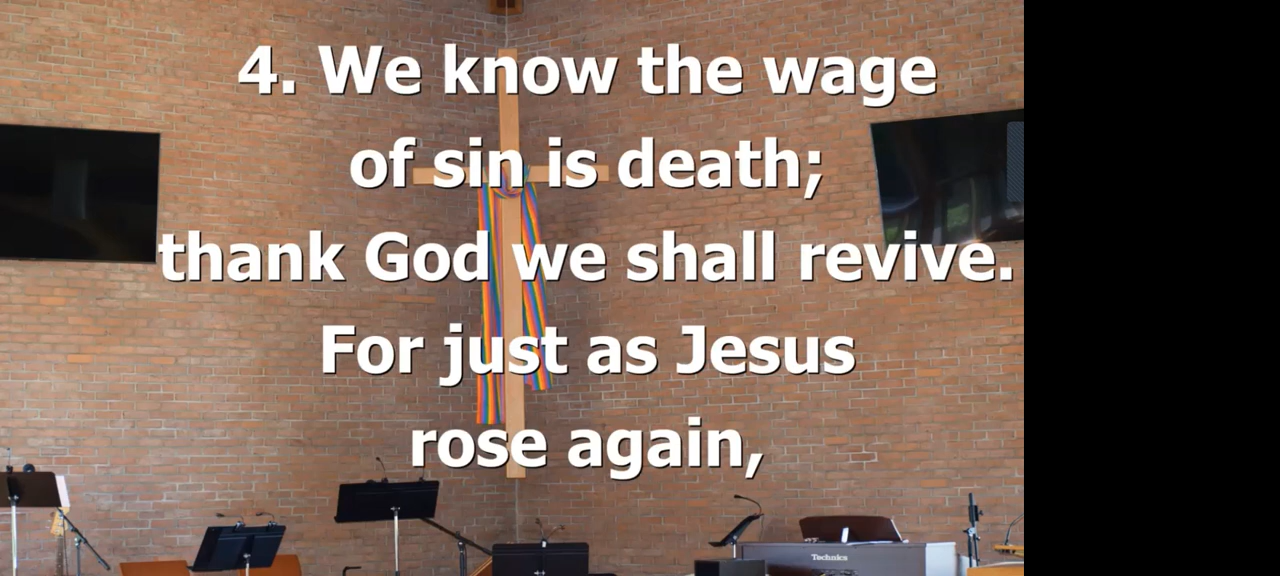 4. We know the wage
of sin is death;
thank God we shall revive.
For just as Jesus
rose again,
Technics